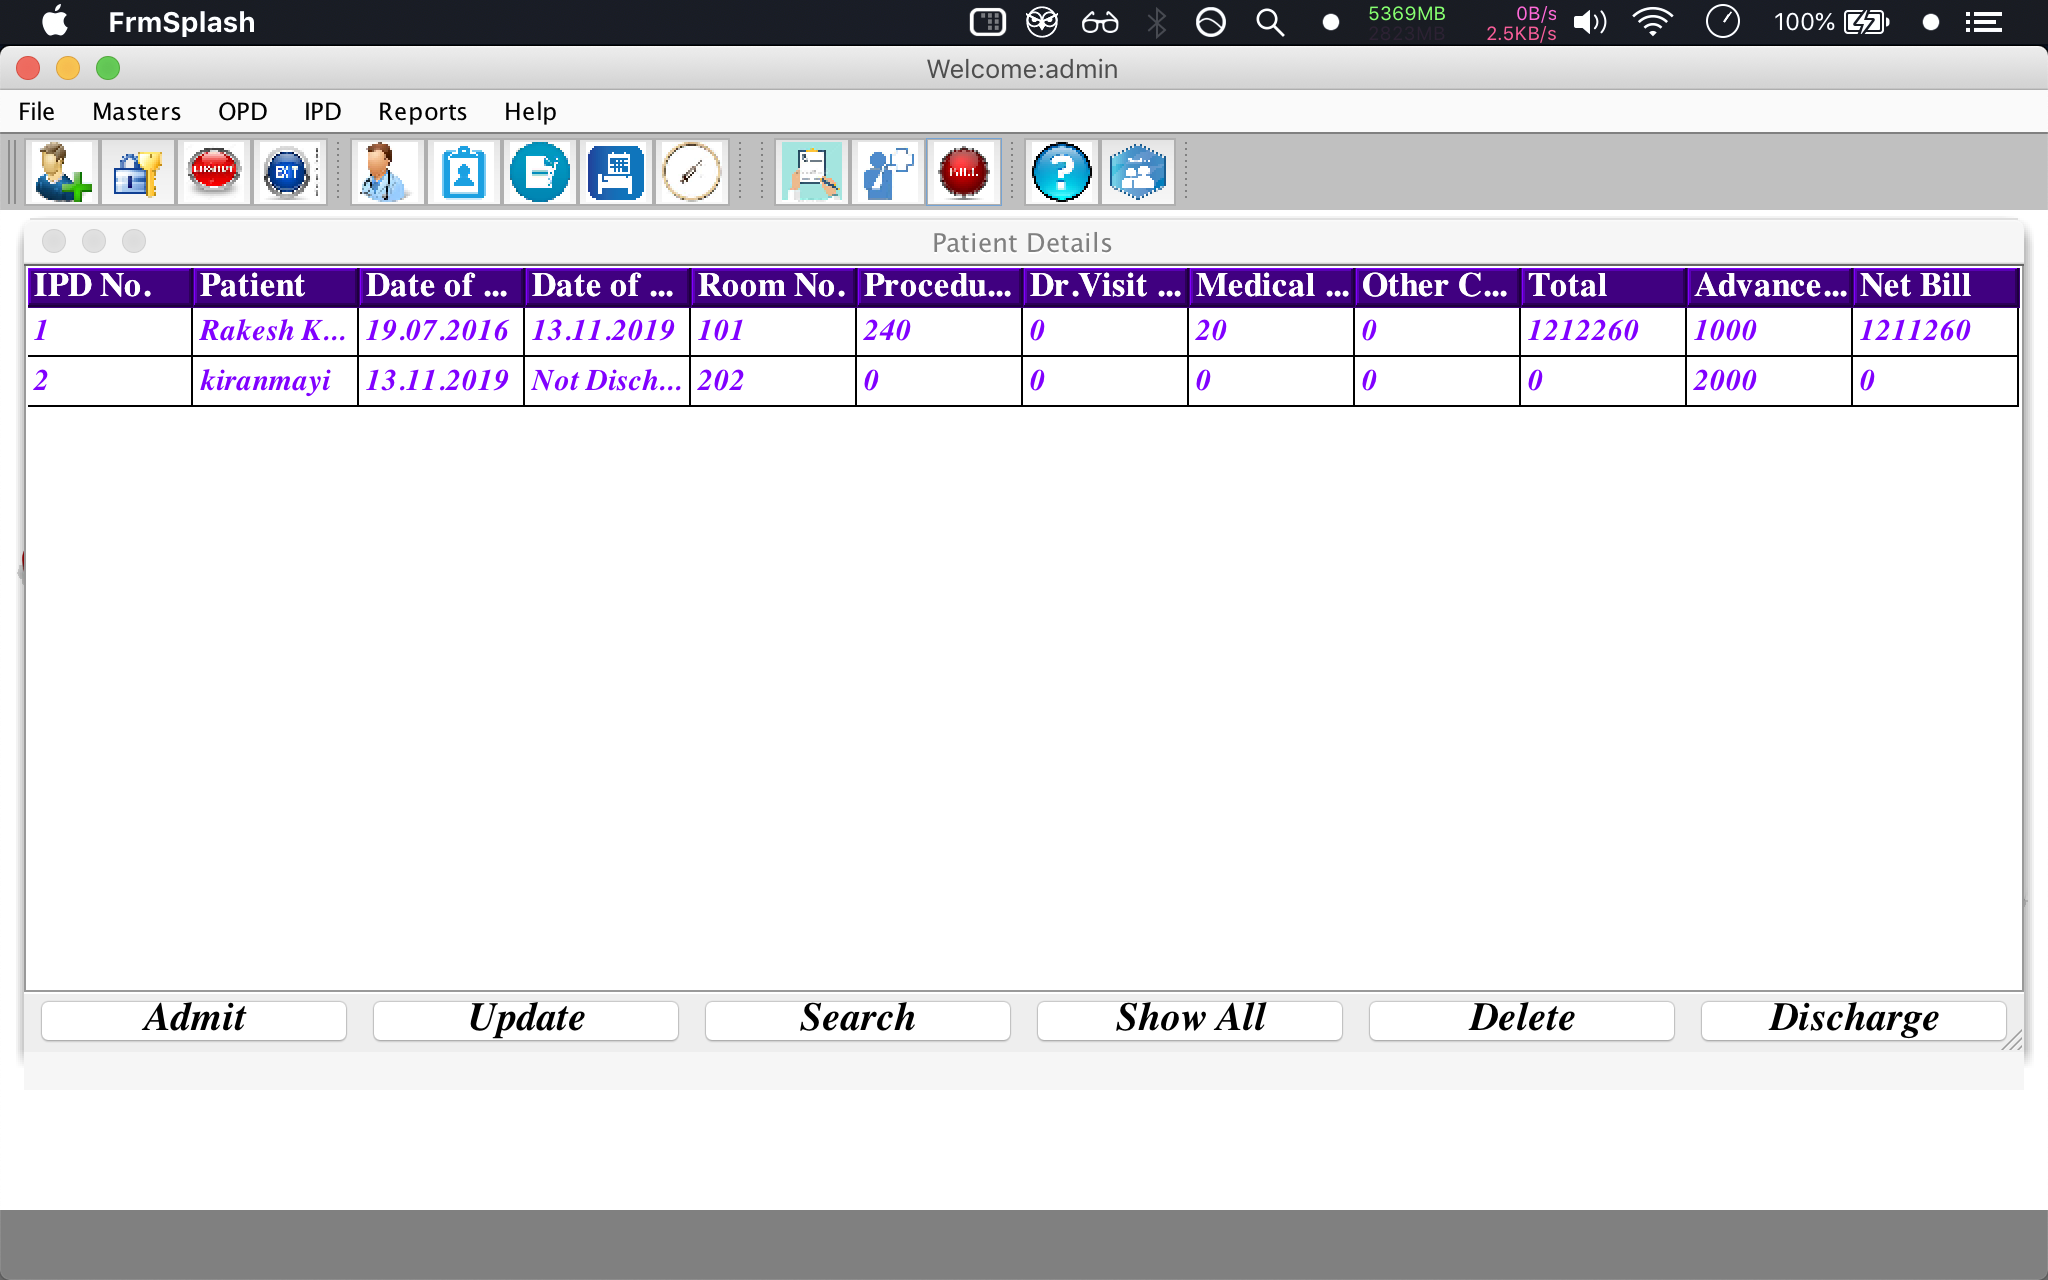 FrmSplash 5369MB 2823MB 0B/s 2.5KB/s 100%
Welcome:admin
File Masters OPD IPD Reports Help
LOGOUT EXIT BILL ?
Patient Details
IPD No. Patient Date of ... Date of ... Room No. Procedu... Dr.Visit ... Medical ... Other C... Total Advance... Net Bill
1 Rakesh K... 19.07.2016 13.11.2019 101 240 0 20 0 1212260 1000 1211260
2 kiranmayi 13.11.2019 Not Disch... 202 0 0 0 0 0 2000 0
Admit Update Search Show All Delete Discharge